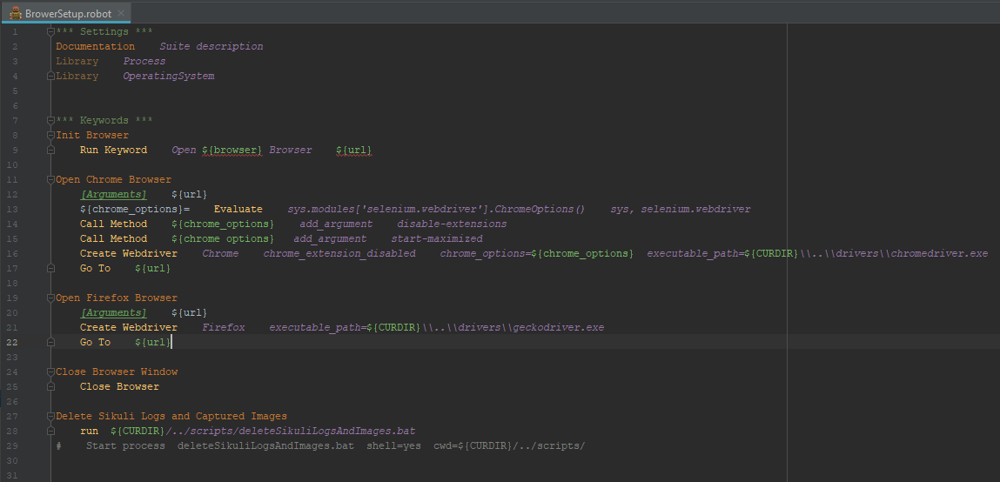 BrowerSetup.robot
1 *** Settings ***
2 Documentation    Suite description
3 Library    Process
4 Library    OperatingSystem
5
6
7 *** Keywords ***
8 Init Browser
9     Run Keyword    Open ${browser} Browser    ${url}
10
11 Open Chrome Browser
12     [Arguments]    ${url}
13     ${chrome_options}=    Evaluate    sys.modules['selenium.webdriver'].ChromeOptions()    sys, selenium.webdriver
14     Call Method    ${chrome_options}    add_argument    disable-extensions
15     Call Method    ${chrome options}   add_argument    start-maximized
16     Create Webdriver    Chrome    chrome_extension_disabled    chrome_options=${chrome_options}  executable_path=${CURDIR}\\..\\drivers\\chromedriver.exe
17     Go To    ${url}
18
19 Open Firefox Browser
20     [Arguments]    ${url}
21     Create Webdriver    Firefox    executable_path=${CURDIR}\\..\\drivers\\geckodriver.exe
22     Go To    ${url}
23
24 Close Browser Window
25     Close Browser
26
27 Delete Sikuli Logs and Captured Images
28     run  ${CURDIR}/../scripts/deleteSikuliLogsAndImages.bat
29 #    Start process  deleteSikuliLogsAndImages.bat  shell=yes  cwd=${CURDIR}/../scripts/
30
31